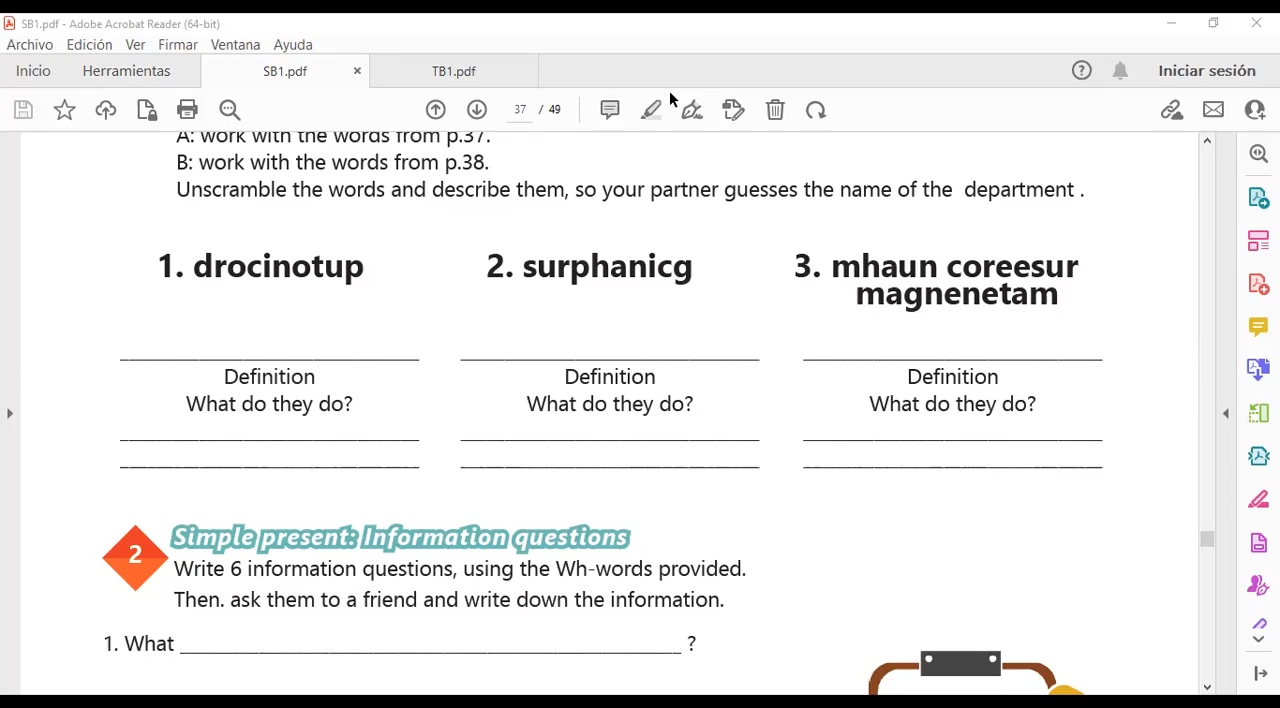 SB1.pdf - Adobe Acrobat Reader (64-bit)
Archivo Edición Ver Firmar Ventana Ayuda
Inicio Herramientas SB1.pdf × TB1.pdf Iniciar sesión
37 / 49
A: work with the words from p.37.
B: work with the words from p.38.
Unscramble the words and describe them, so your partner guesses the name of the department .
1. drocinotup 2. surphanicg 3. mhaun coreesur
magnenetam
Definition Definition Definition
What do they do? What do they do? What do they do?
2 Simple present: Information questions
Write 6 information questions, using the Wh-words provided.
Then. ask them to a friend and write down the information.
1. What ______________________________________________ ?